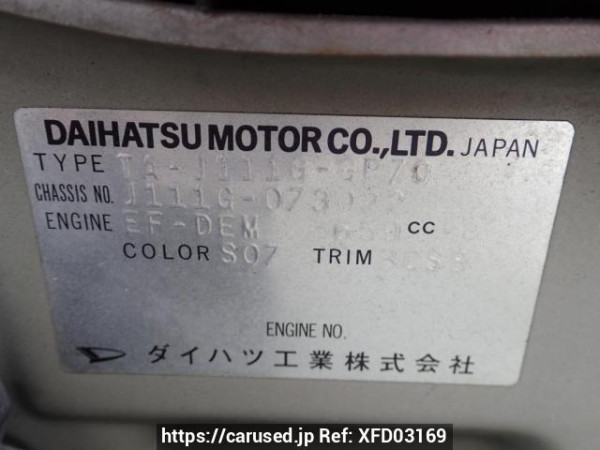 DAIHATSU MOTOR CO.,LTD. JAPAN
TYPE TA-J111G-
CHASSIS NO.
ENGINE EF-DEM CC
COLOR S07 TRIM
ENGINE NO.
ダイハツ工業株式会社
https://carused.jp Ref: XFD03169